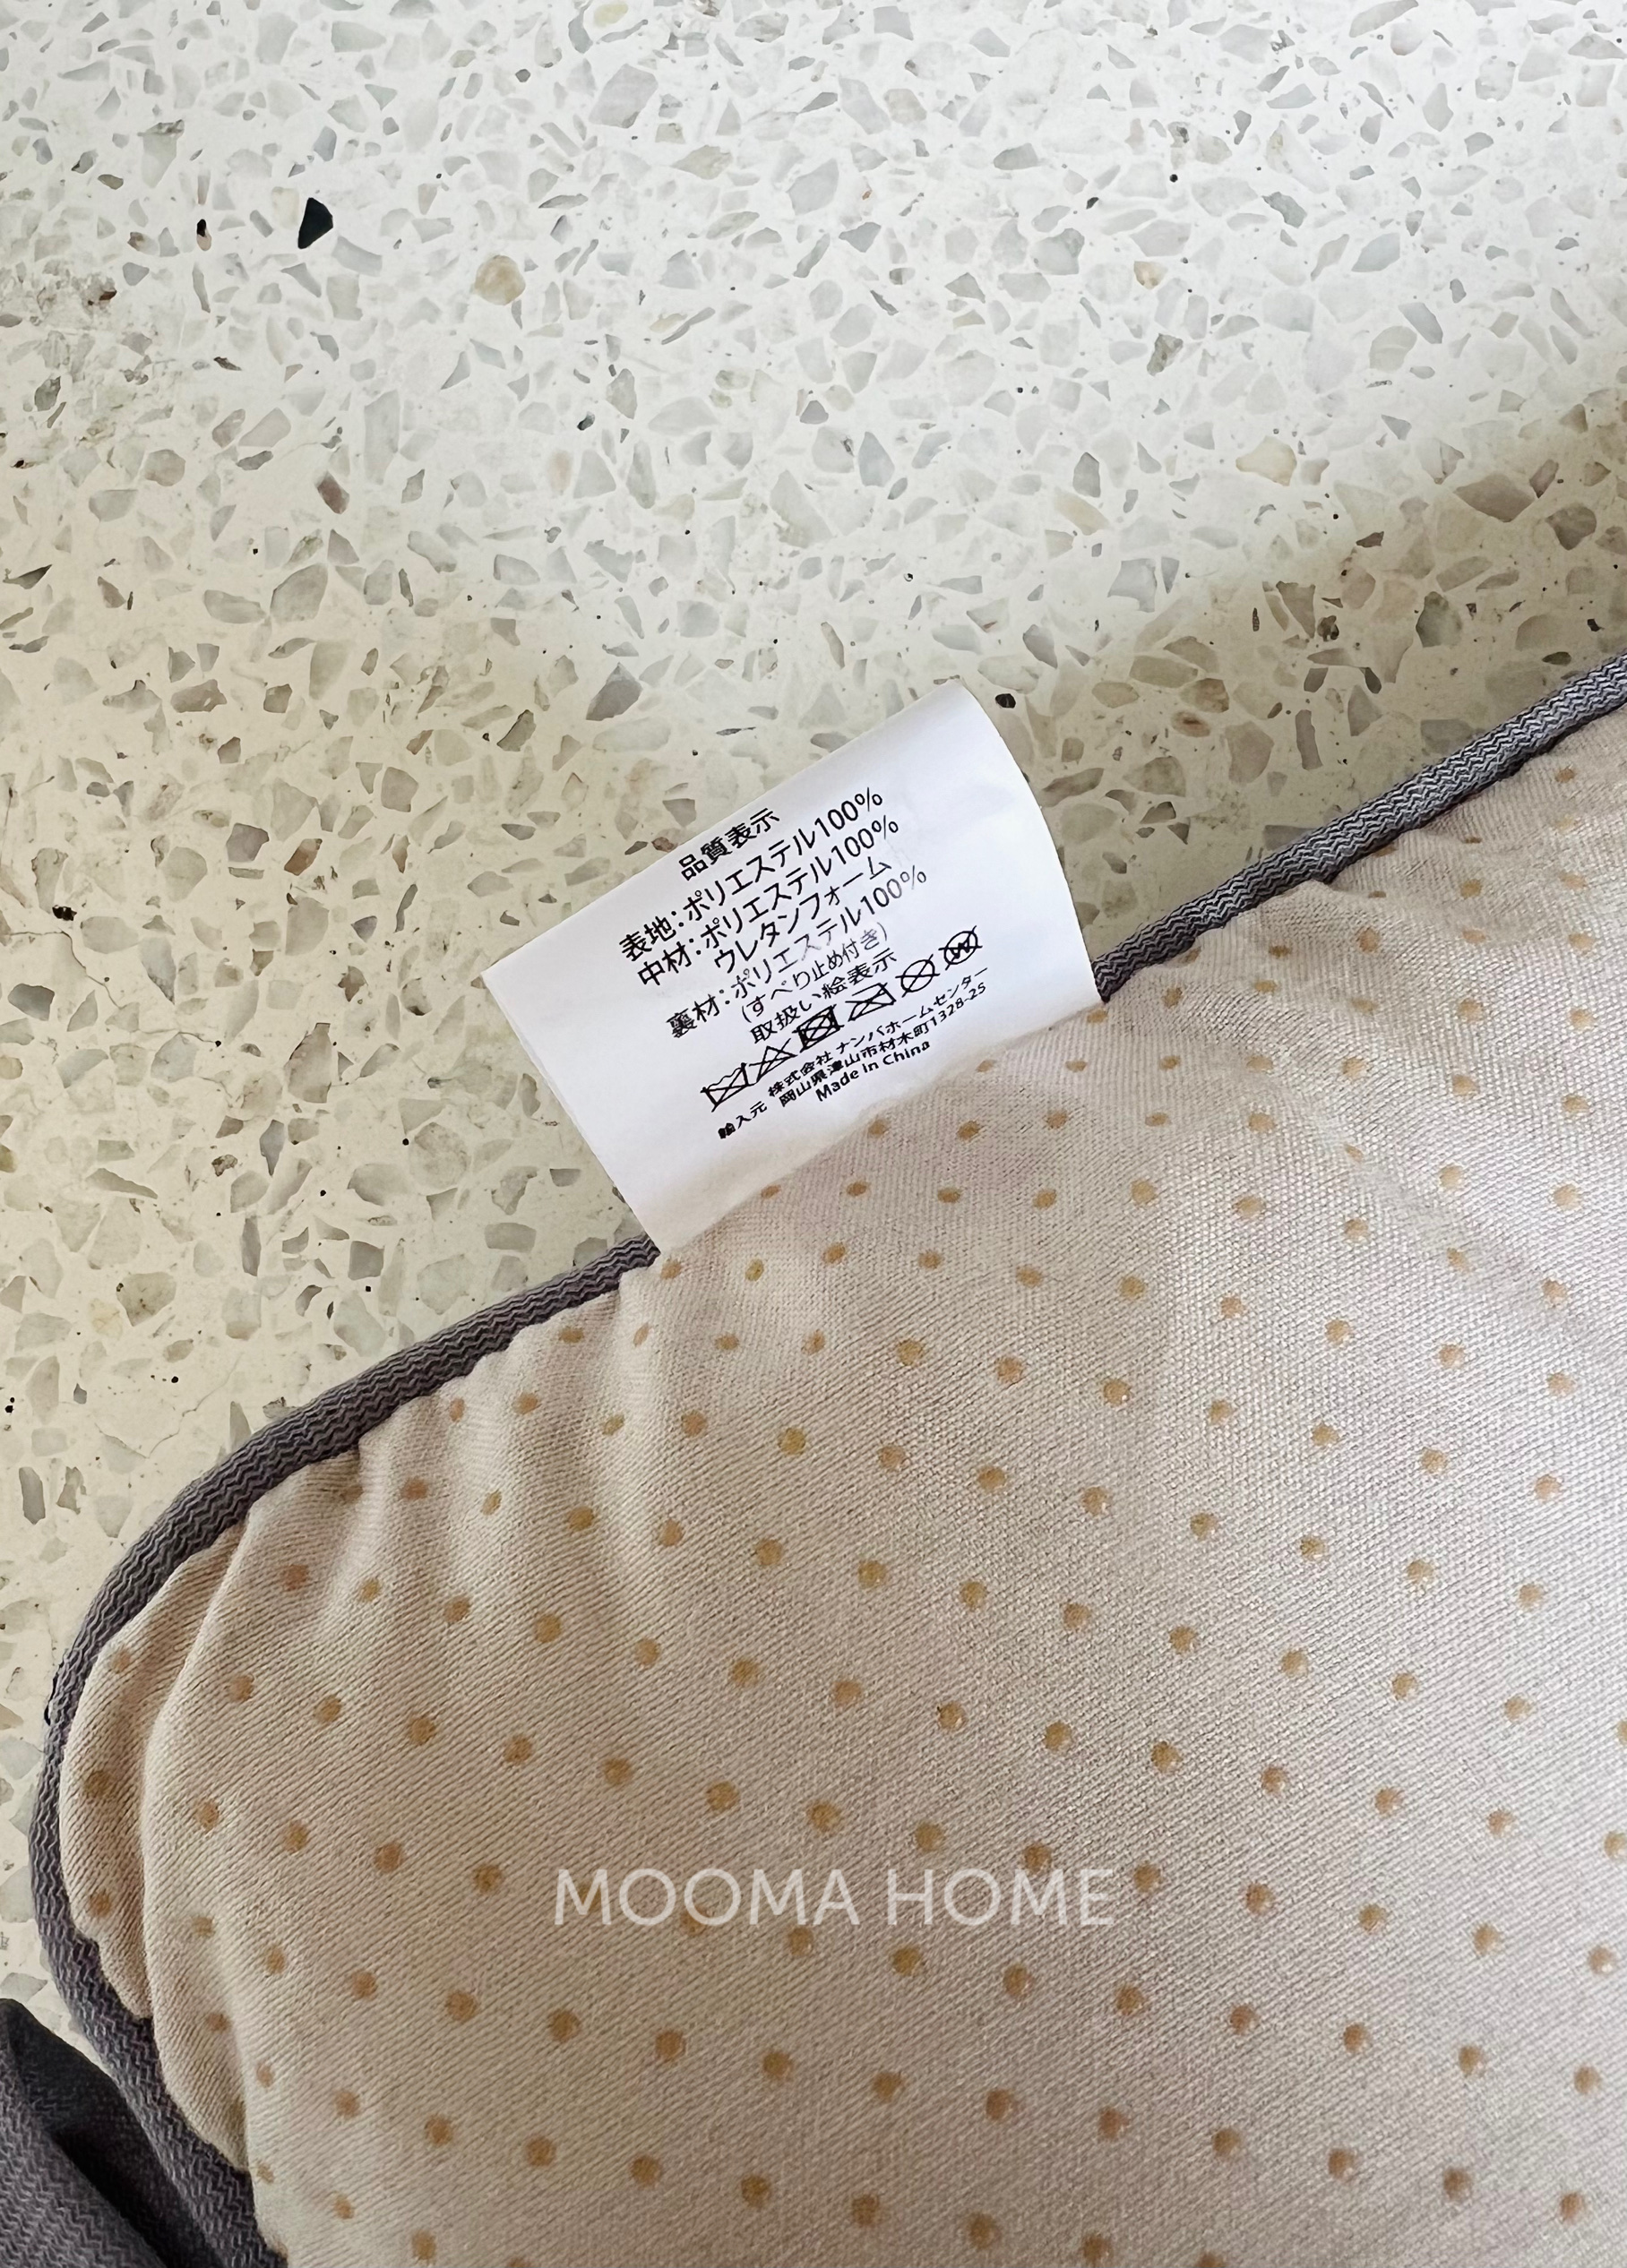 品質表示
表地:ポリエステル100%
中材:ポリエステル100%
ウレタンフォーム
裏材:ポリエステル100%
(すべり止め付き)
取扱い絵表示
輸入元 株式会社 ナンバホームセンター
岡山県津山市材木町1328-25
Made in China
MOOMA HOME